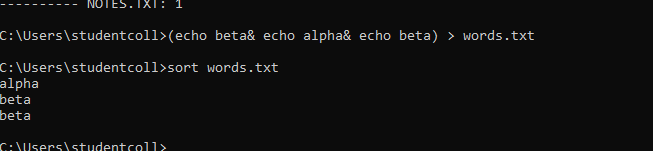 ---------- NOTES.TXT: 1
C:\Users\studentcoll>(echo beta& echo alpha& echo beta) > words.txt
C:\Users\studentcoll>sort words.txt
alpha
beta
beta
C:\Users\studentcoll>